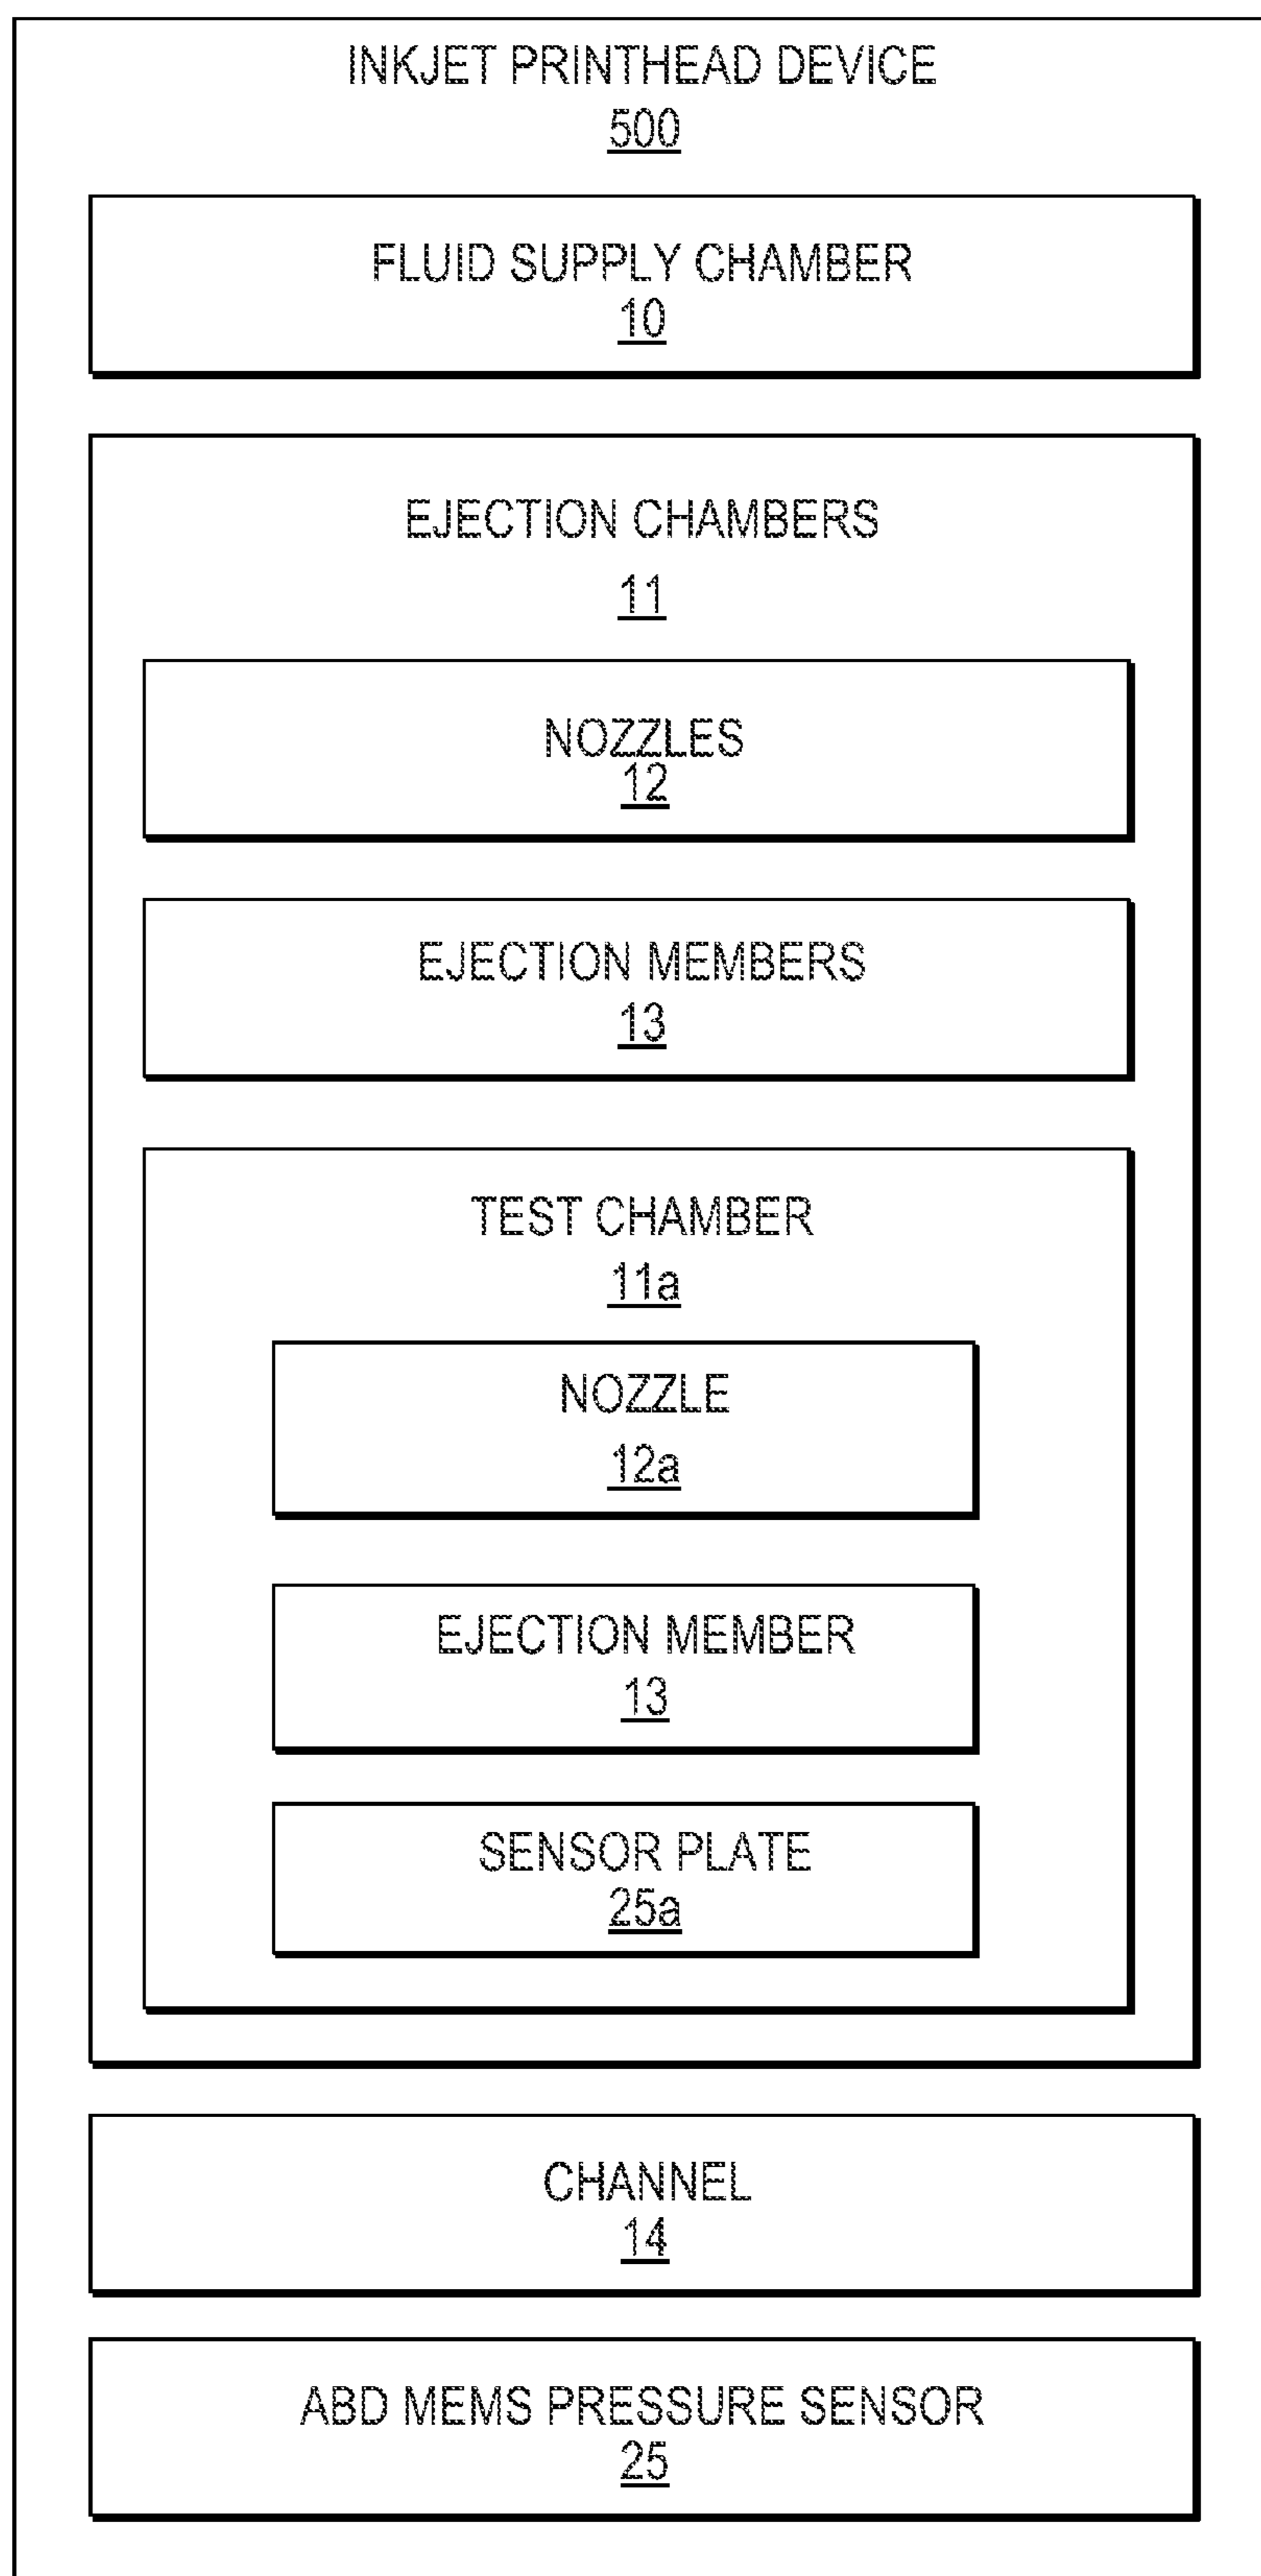 INKJET PRINTHEAD DEVICE
500
FLUID SUPPLY CHAMBER
10
EJECTION CHAMBERS
11
NOZZLES
12
EJECTION MEMBERS
13
TEST CHAMBER
11a
NOZZLE
12a
EJECTION MEMBER
13
SENSOR PLATE
25a
CHANNEL
14
ABD MEMS PRESSURE SENSOR
25